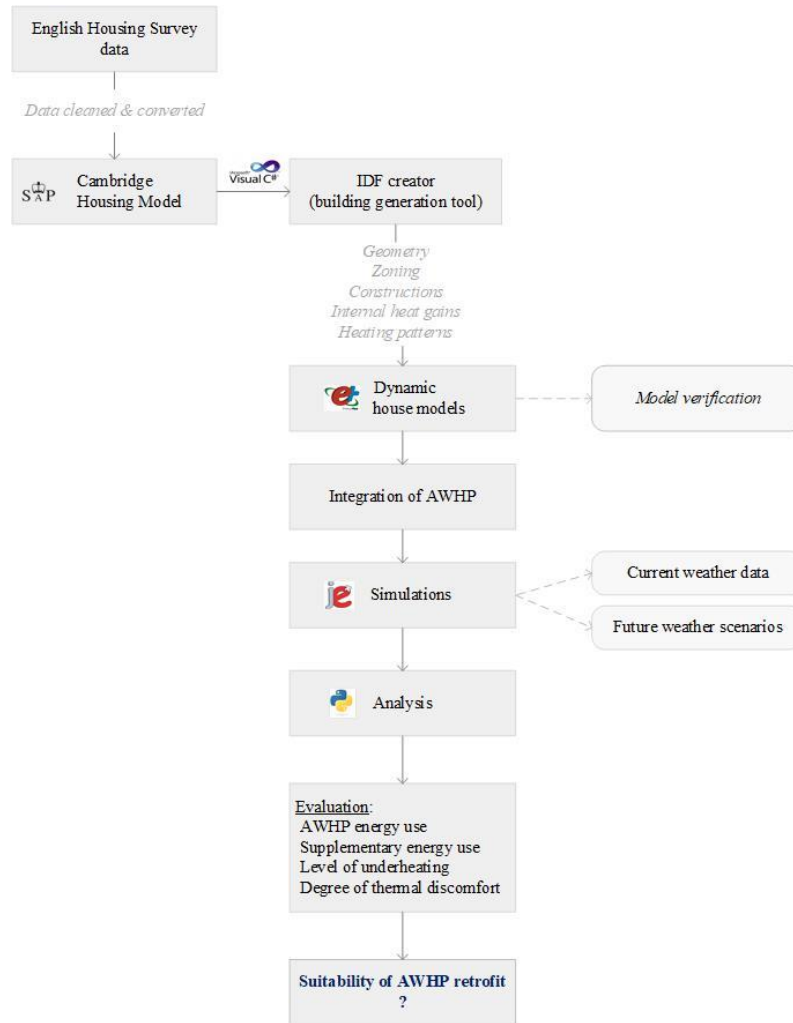 English Housing Survey
data
Data cleaned & converted
SAP
Cambridge
Housing Model
Microsoft
Visual C#
IDF creator
(building generation tool)
Geometry
Zoning
Constructions
Internal heat gains
Heating patterns
Dynamic
house models
Model verification
Integration of AWHP
Simulations
Current weather data
Future weather scenarios
Analysis
Evaluation:
AWHP energy use
Supplementary energy use
Level of underheating
Degree of thermal discomfort
Suitability of AWHP retrofit
?